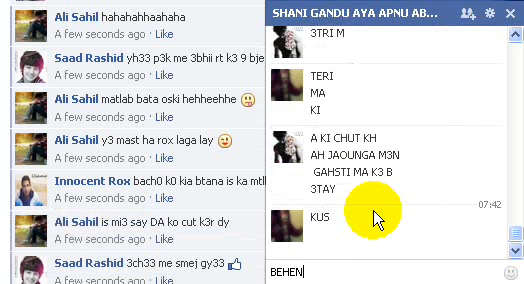 Ali Sahil hahahahhaahaha
A few seconds ago · Like
Saad Rashid yh33 p3k me 3bhii rt k3 9 bje
A few seconds ago · Like
Ali Sahil matlab bata oski hehheehhe
A few seconds ago · Like
Ali Sahil y3 mast ha rox laga lay
A few seconds ago · Like
Innocent Rox bach0 k0 kia btana is ka mtl
A few seconds ago · Like
Ali Sahil is mi3 say DA ko cut k3r dy
A few seconds ago · Like
Saad Rashid 3ch33 me smej gy33
A few seconds ago · Like
SHANI GANDU AYA APNU AB...
3TRI M
TERI
MA
KI
A KI CHUT KH
AH JAOUNGA M3N
GAHSTI MA K3 B
3TAY
07:42
KUS
BEHEN